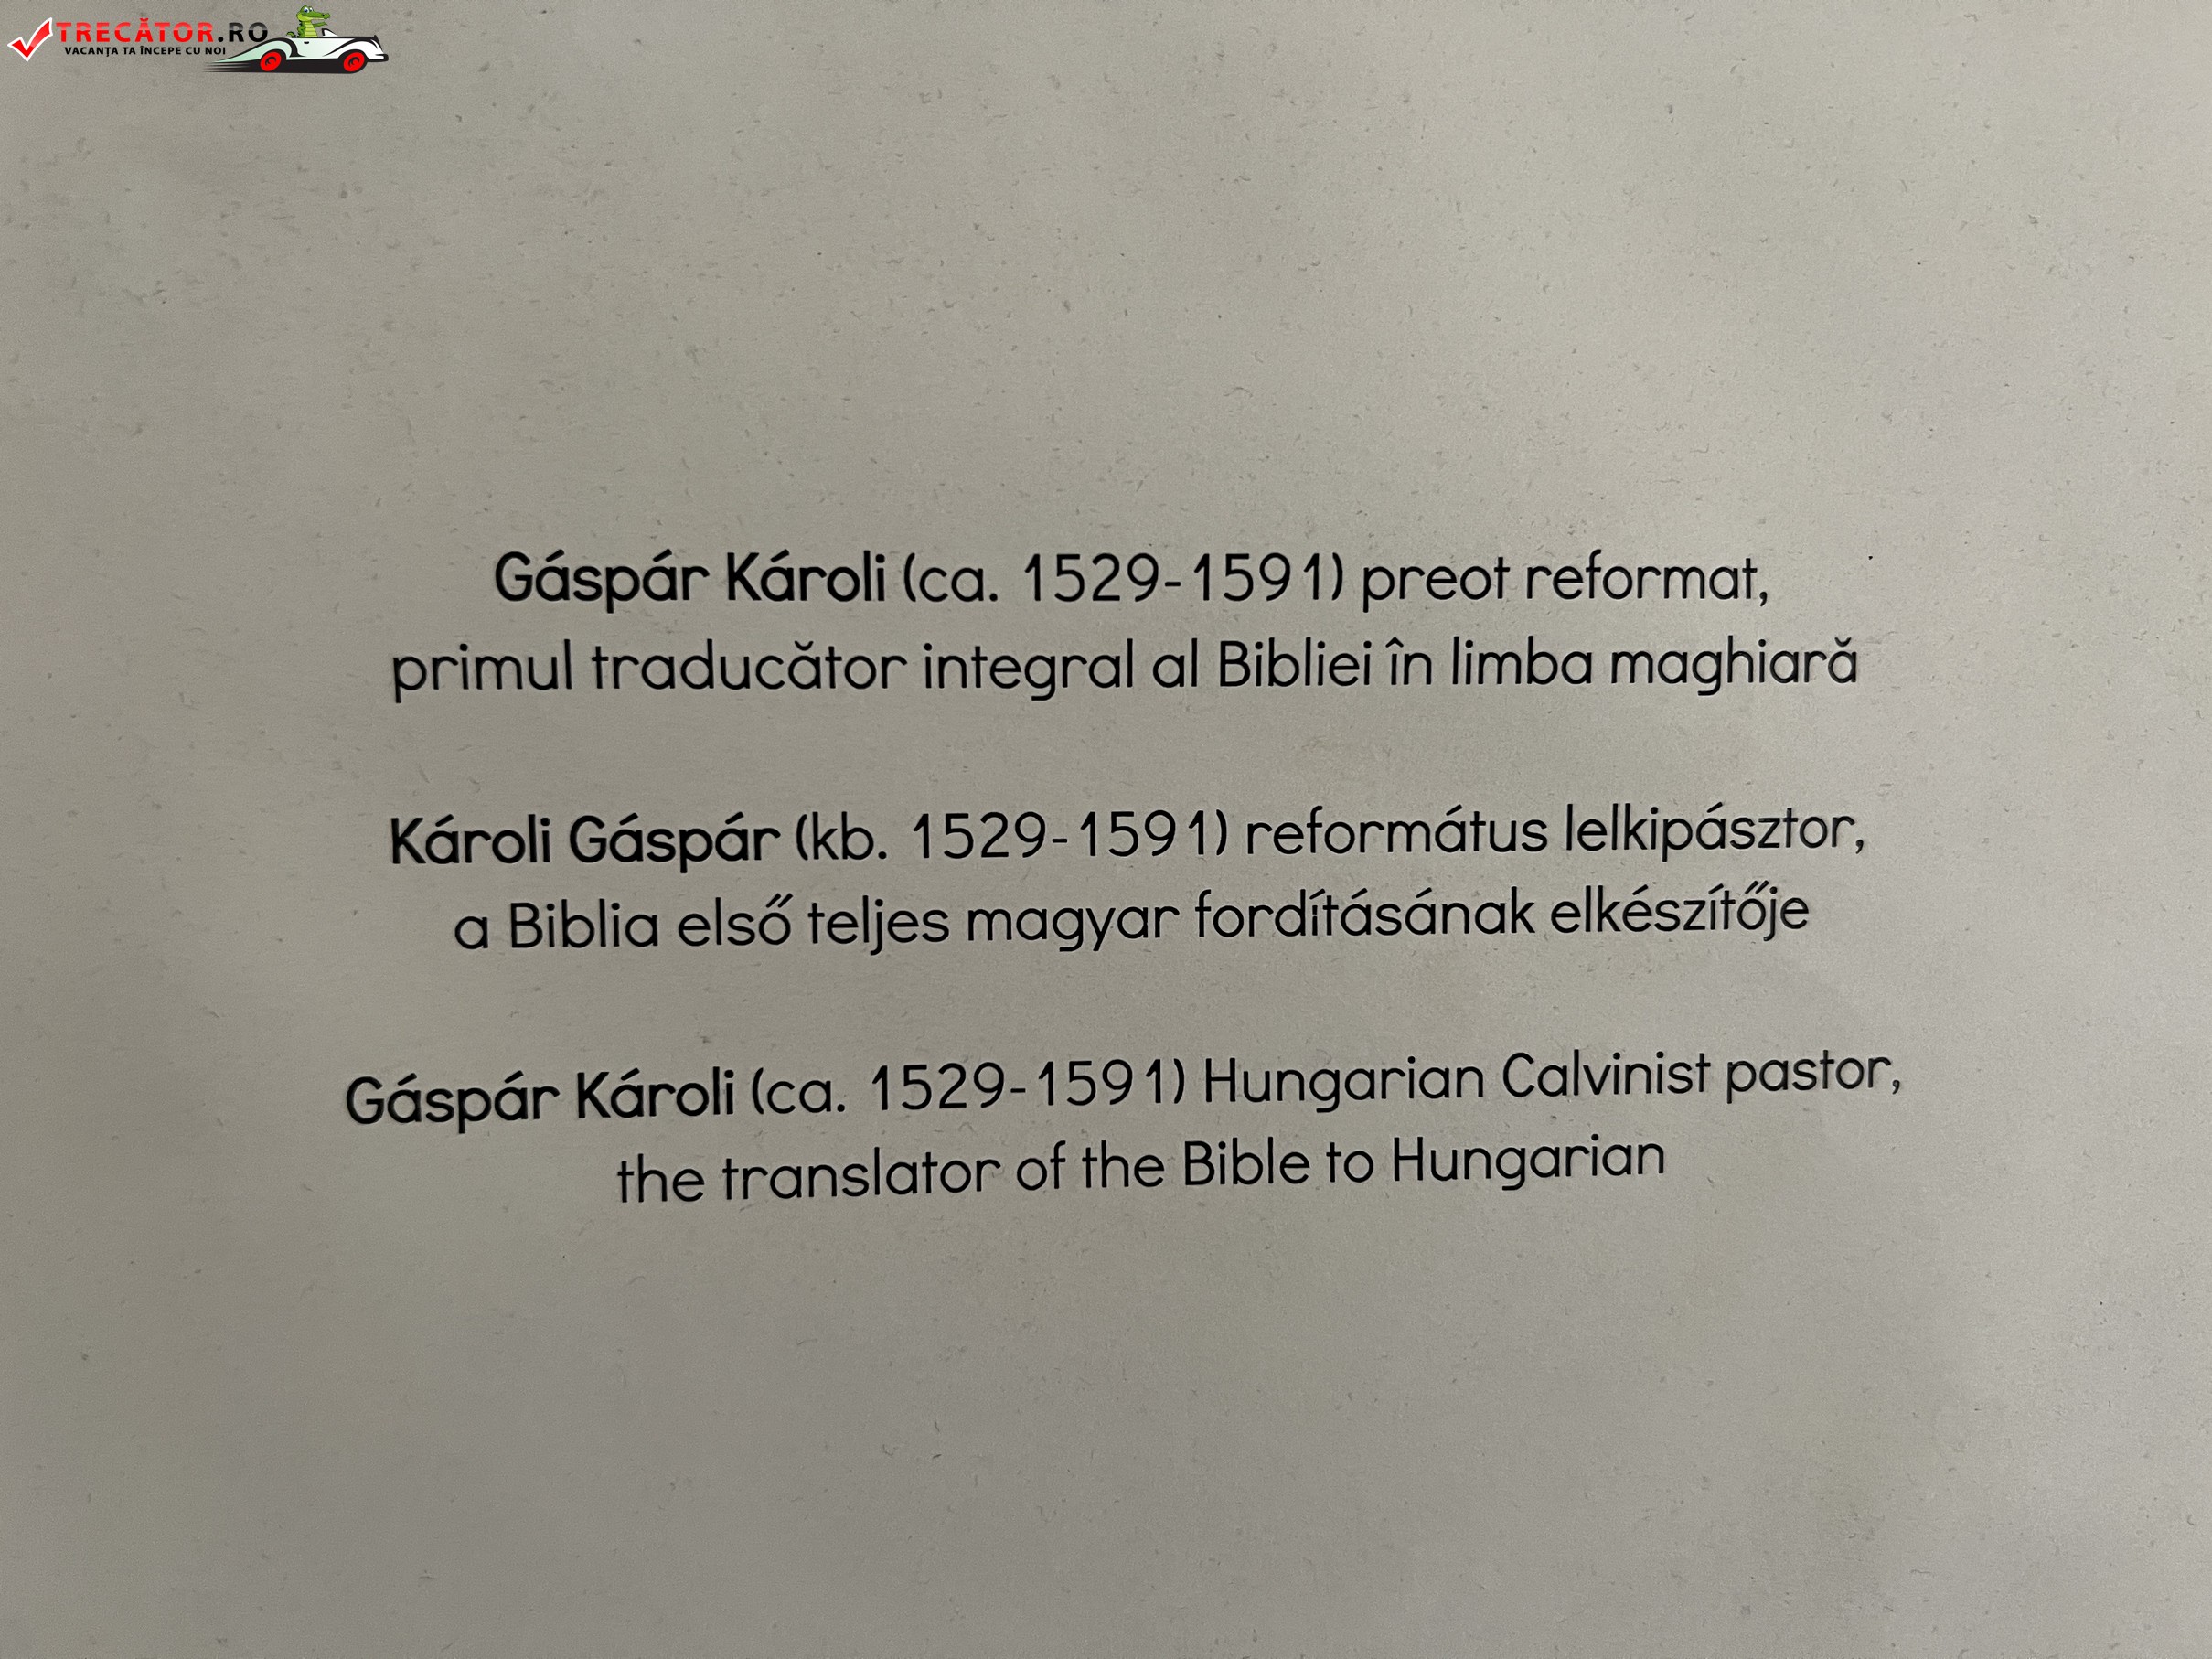 TRECĂTOR.RO
VACANȚA TA ÎNCEPE CU NOI
Gáspár Károli (ca. 1529-1591) preot reformat,
primul traducător integral al Bibliei în limba maghiară
Károli Gáspár (kb. 1529-1591) református lelkipásztor,
a Biblia első teljes magyar fordításának elkészítője
Gáspár Károli (ca. 1529-1591) Hungarian Calvinist pastor,
the translator of the Bible to Hungarian